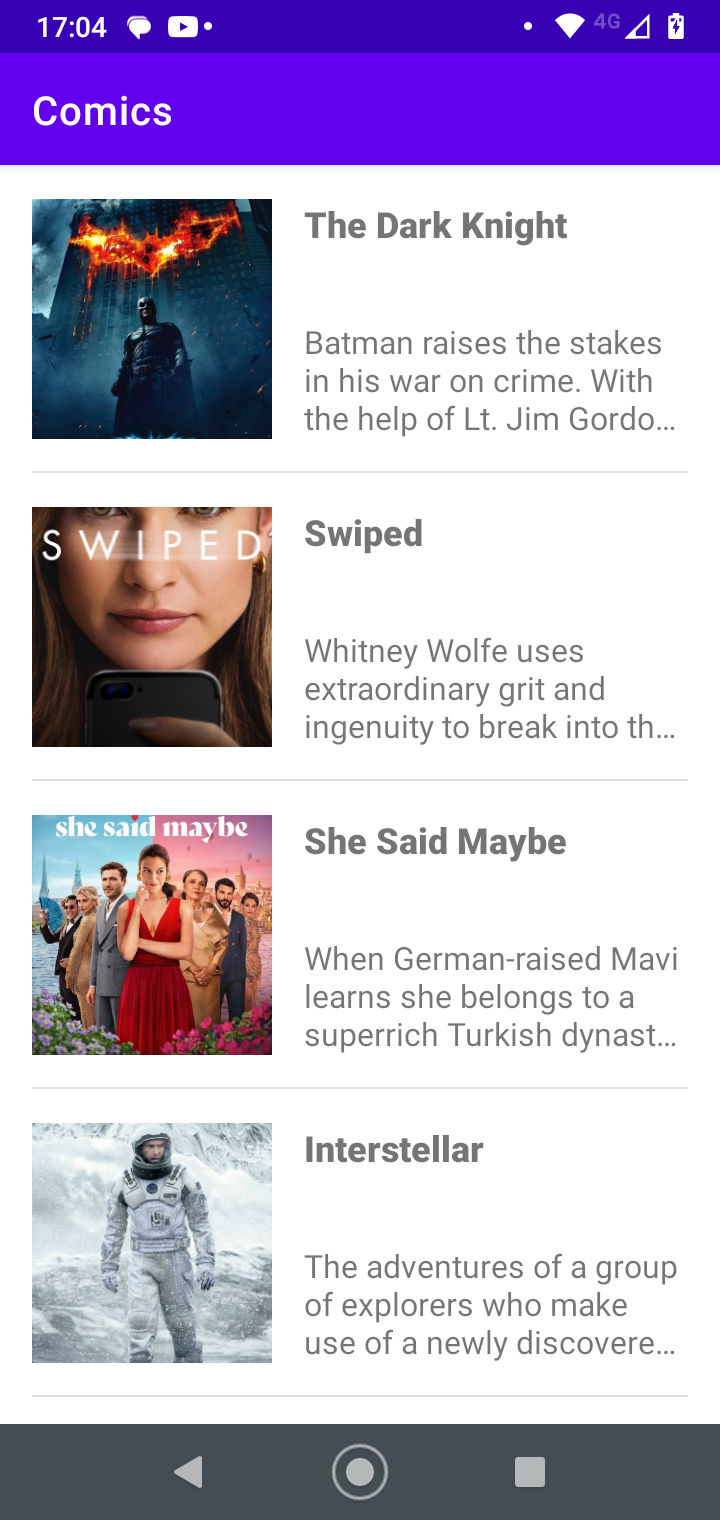 17:04
4G
Comics
The Dark Knight
Batman raises the stakes
in his war on crime. With
the help of Lt. Jim Gordo…
SWIPED
Swiped
Whitney Wolfe uses
extraordinary grit and
ingenuity to break into th…
she said maybe
She Said Maybe
When German-raised Mavi
learns she belongs to a
superrich Turkish dynast…
Interstellar
The adventures of a group
of explorers who make
use of a newly discovere…